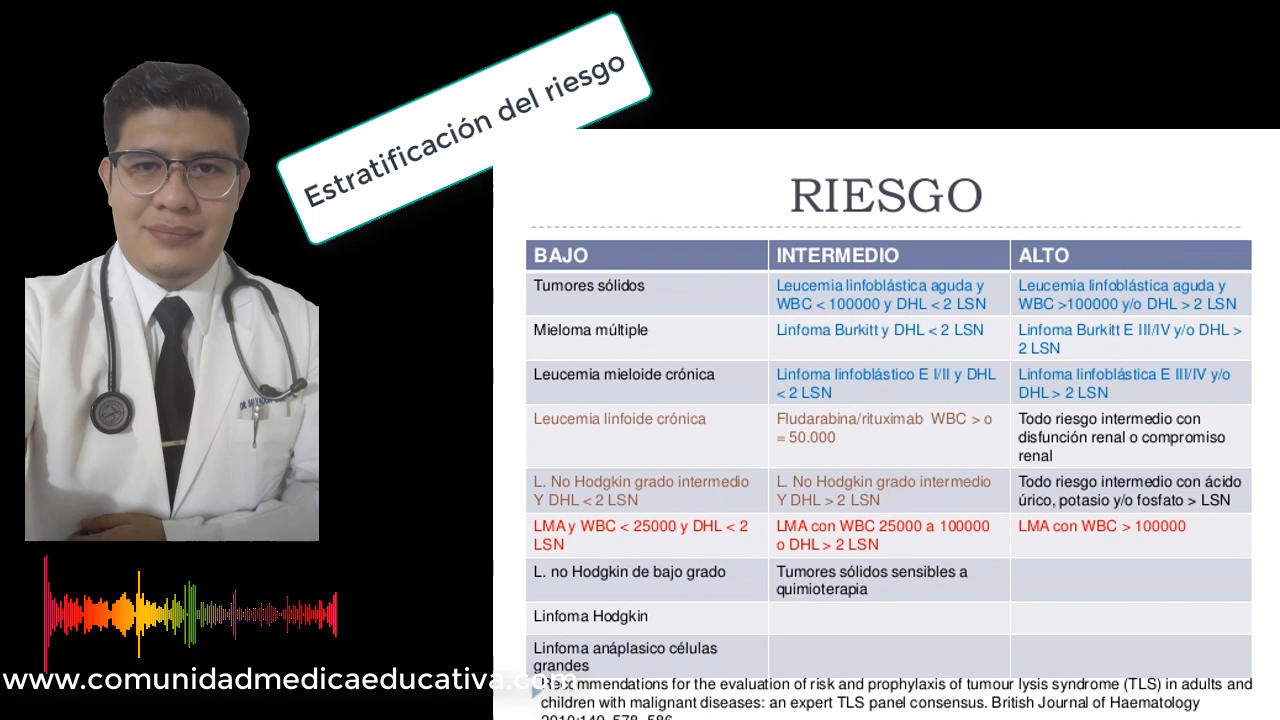 Estratificación del riesgo
RIESGO
BAJO
INTERMEDIO
ALTO
Tumores sólidos
Leucemia linfoblástica aguda y
WBC < 100000 y DHL < 2 LSN
Leucemia linfoblástica aguda y
WBC >100000 y/o DHL > 2 LSN
Mieloma múltiple
Linfoma Burkitt y DHL < 2 LSN
Linfoma Burkitt E III/IV y/o DHL >
2 LSN
Leucemia mieloide crónica
Linfoma linfoblástico E I/II y DHL
< 2 LSN
Linfoma linfoblástica E III/IV y/o
DHL > 2 LSN
Leucemia linfoide crónica
Fludarabina/rituximab WBC > o
= 50.000
Todo riesgo intermedio con
disfunción renal o compromiso
renal
L. No Hodgkin grado intermedio
Y DHL < 2 LSN
L. No Hodgkin grado intermedio
Y DHL > 2 LSN
Todo riesgo intermedio con ácido
úrico, potasio y/o fosfato > LSN
LMA y WBC < 25000 y DHL < 2
LSN
LMA con WBC 25000 a 100000
o DHL > 2 LSN
LMA con WBC > 100000
L. no Hodgkin de bajo grado
Tumores sólidos sensibles a
quimioterapia
Linfoma Hodgkin
Linfoma anáplasico células
grandes
www.comunidadmedicaeducativa.com
Recommendations for the evaluation of risk and prophylaxis of tumour lysis syndrome (TLS) in adults and
children with malignant diseases: an expert TLS panel consensus. British Journal of Haematology